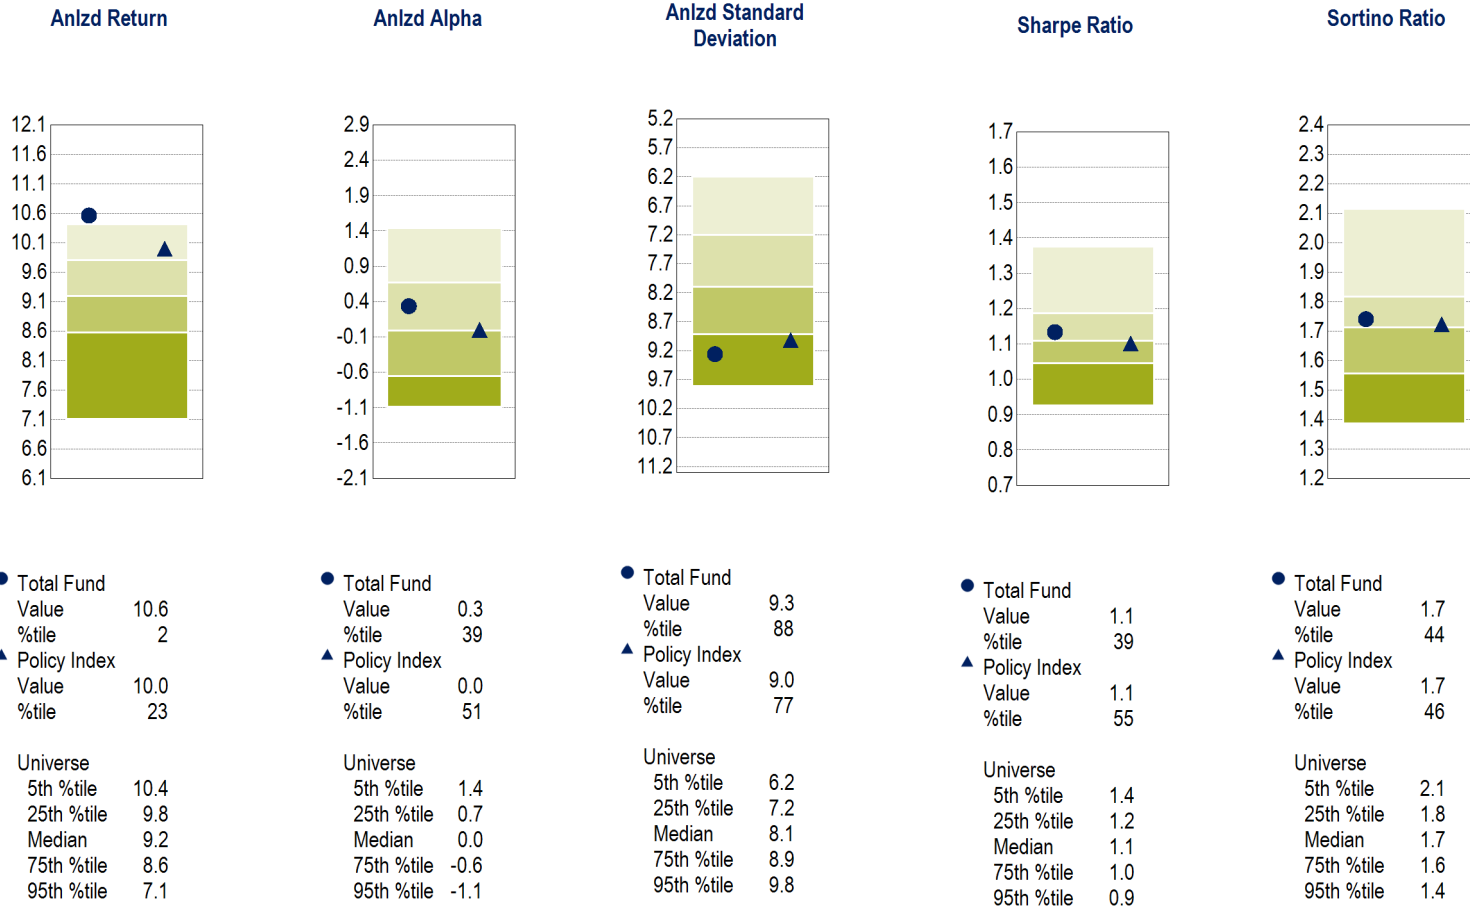 Anlzd Return
12.1
11.6
11.1
10.6
10.1
9.6
9.1
8.6
8.1
7.6
7.1
6.6
6.1
Total Fund
Value 10.6
%tile 2
Policy Index
Value 10.0
%tile 23
Universe
5th %tile 10.4
25th %tile 9.8
Median 9.2
75th %tile 8.6
95th %tile 7.1
Anlzd Alpha
2.9
2.4
1.9
1.4
0.9
0.4
-0.1
-0.6
-1.1
-1.6
-2.1
Total Fund
Value 0.3
%tile 39
Policy Index
Value 0.0
%tile 51
Universe
5th %tile 1.4
25th %tile 0.7
Median 0.0
75th %tile -0.6
95th %tile -1.1
Anlzd Standard
Deviation
5.2
5.7
6.2
6.7
7.2
7.7
8.2
8.7
9.2
9.7
10.2
10.7
11.2
Total Fund
Value 9.3
%tile 88
Policy Index
Value 9.0
%tile 77
Universe
5th %tile 6.2
25th %tile 7.2
Median 8.1
75th %tile 8.9
95th %tile 9.8
Sharpe Ratio
1.7
1.6
1.5
1.4
1.3
1.2
1.1
1.0
0.9
0.8
0.7
Total Fund
Value 1.1
%tile 39
Policy Index
Value 1.1
%tile 55
Universe
5th %tile 1.4
25th %tile 1.2
Median 1.1
75th %tile 1.0
95th %tile 0.9
Sortino Ratio
2.4
2.3
2.2
2.1
2.0
1.9
1.8
1.7
1.6
1.5
1.4
1.3
1.2
Total Fund
Value 1.7
%tile 44
Policy Index
Value 1.7
%tile 46
Universe
5th %tile 2.1
25th %tile 1.8
Median 1.7
75th %tile 1.6
95th %tile 1.4